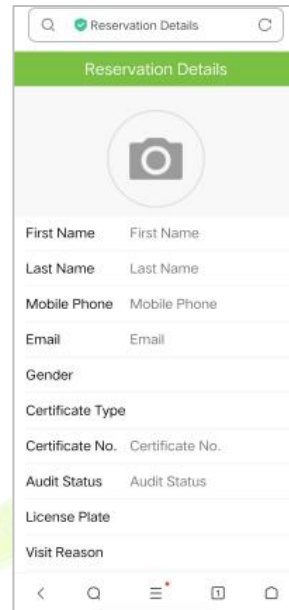 Reservation Details
Reservation Details
First Name First Name
Last Name Last Name
Mobile Phone Mobile Phone
Email Email
Gender
Certificate Type
Certificate No. Certificate No.
Audit Status Audit Status
License Plate
Visit Reason
1